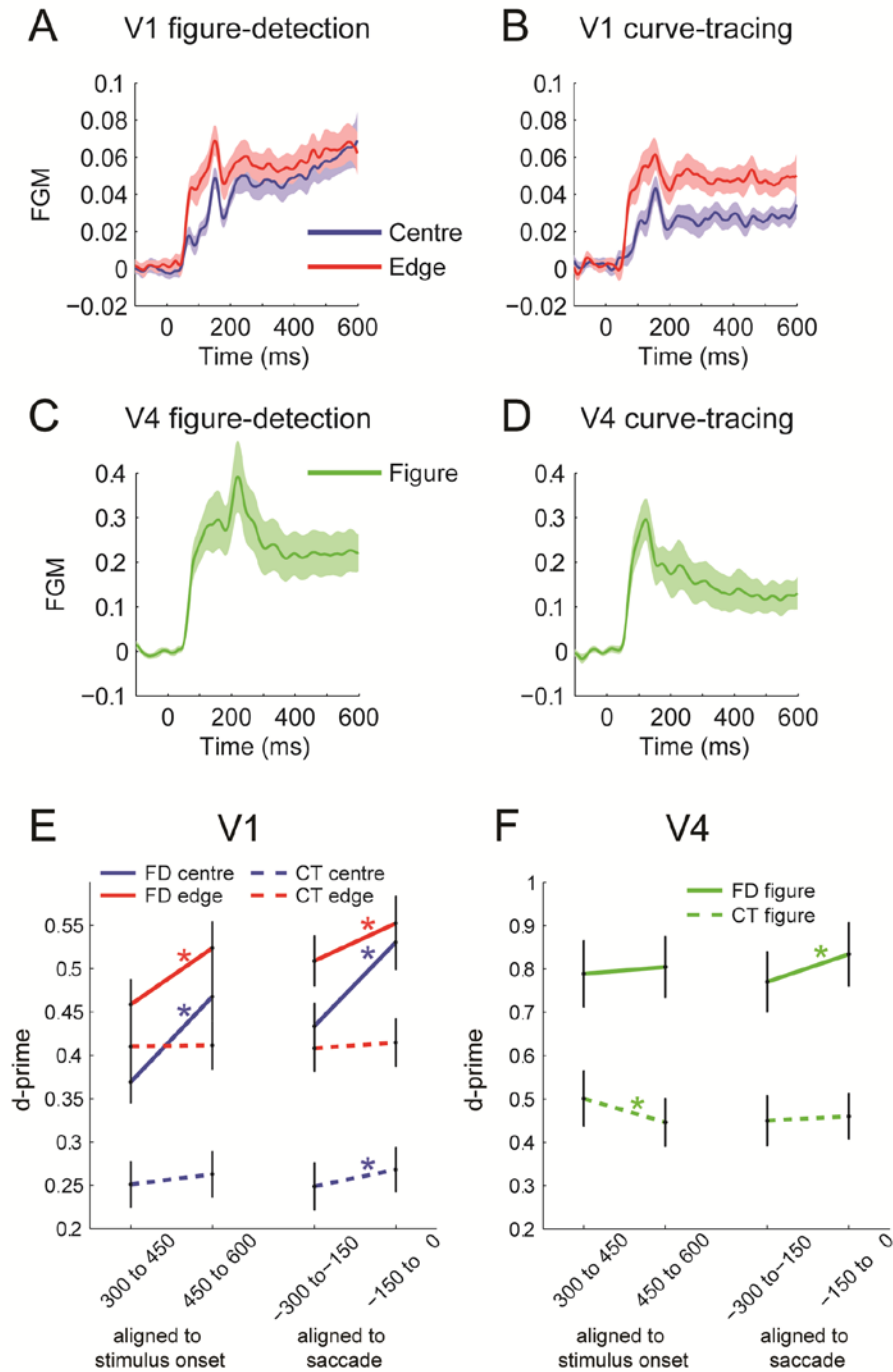 A V1 figure-detection
B V1 curve-tracing
0.1
0.08
0.06
0.04
0.02
0
−0.02
FGM
Centre
Edge
0 200 400 600
Time (ms)
0.1
0.08
0.06
0.04
0.02
0
−0.02
0 200 400 600
Time (ms)
C V4 figure-detection
D V4 curve-tracing
Figure
0.4
0.3
0.2
0.1
0
−0.1
FGM
0 200 400 600
Time (ms)
0.4
0.3
0.2
0.1
0
−0.1
0 200 400 600
Time (ms)
E V1
FD centre CT centre
FD edge CT edge
0.55
0.5
0.45
0.4
0.35
0.3
0.25
0.2
d-prime
* * * * *
300 to 450
450 to 600
−300 to−150
−150 to 0
aligned to
stimulus onset
aligned to
saccade
F V4
FD figure
CT figure
1
0.9
0.8
0.7
0.6
0.5
0.4
0.3
0.2
d-prime
* *
300 to 450
450 to 600
−300 to−150
−150 to 0
aligned to
stimulus onset
aligned to
saccade